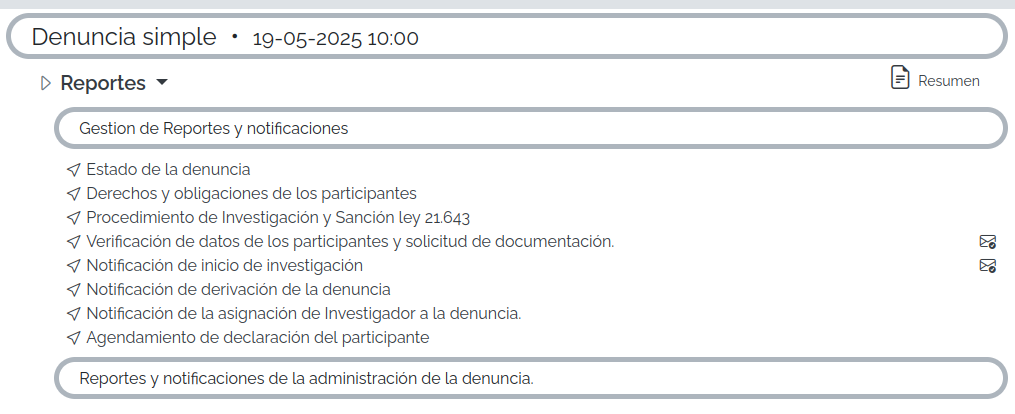 Denuncia simple • 19-05-2025 10:00
Reportes
Resumen
Gestion de Reportes y notificaciones
Estado de la denuncia
Derechos y obligaciones de los participantes
Procedimiento de Investigación y Sanción ley 21.643
Verificación de datos de los participantes y solicitud de documentación.
Notificación de inicio de investigación
Notificación de derivación de la denuncia
Notificación de la asignación de Investigador a la denuncia.
Agendamiento de declaración del participante
Reportes y notificaciones de la administración de la denuncia.